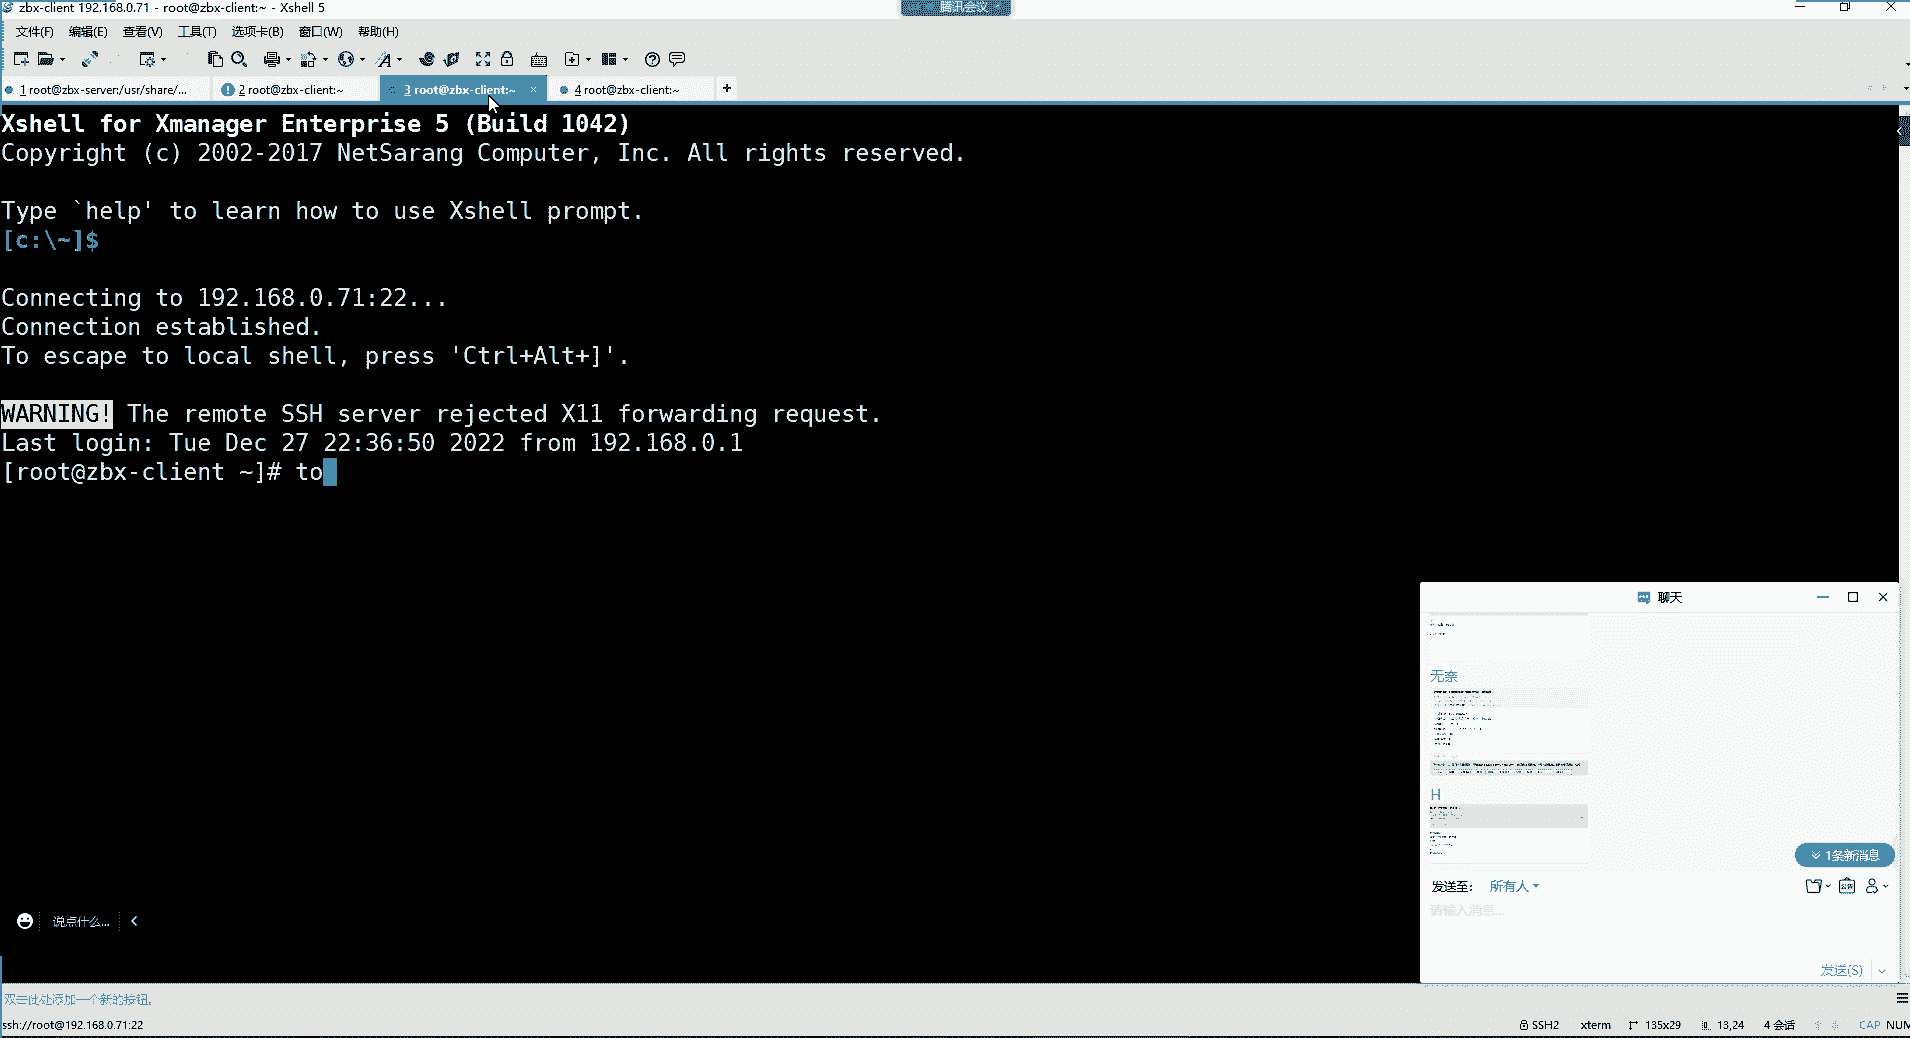 zbx-client 192.168.0.71 - root@zbx-client:~ - Xshell 5
腾讯会议
文件(F) 编辑(E) 查看(V) 工具(T) 选项卡(B) 窗口(W) 帮助(H)
1 root@zbx-server:/usr/share/... 2 root@zbx-client:~ 3 root@zbx-client:~ × 4 root@zbx-client:~ +
Xshell for Xmanager Enterprise 5 (Build 1042)
Copyright (c) 2002-2017 NetSarang Computer, Inc. All rights reserved.
Type `help' to learn how to use Xshell prompt.
[c:\~]$
Connecting to 192.168.0.71:22...
Connection established.
To escape to local shell, press 'Ctrl+Alt+]'.
WARNING! The remote SSH server rejected X11 forwarding request.
Last login: Tue Dec 27 22:36:50 2022 from 192.168.0.1
[root@zbx-client ~]# to
聊天
无奈
H
1条新消息
发送至: 所有人
请输入消息...
发送(S)
说点什么...
双击此处添加一个新的按钮。
ssh://root@192.168.0.71:22
SSH2 xterm 135x29 13,24 4 会话 CAP NUM